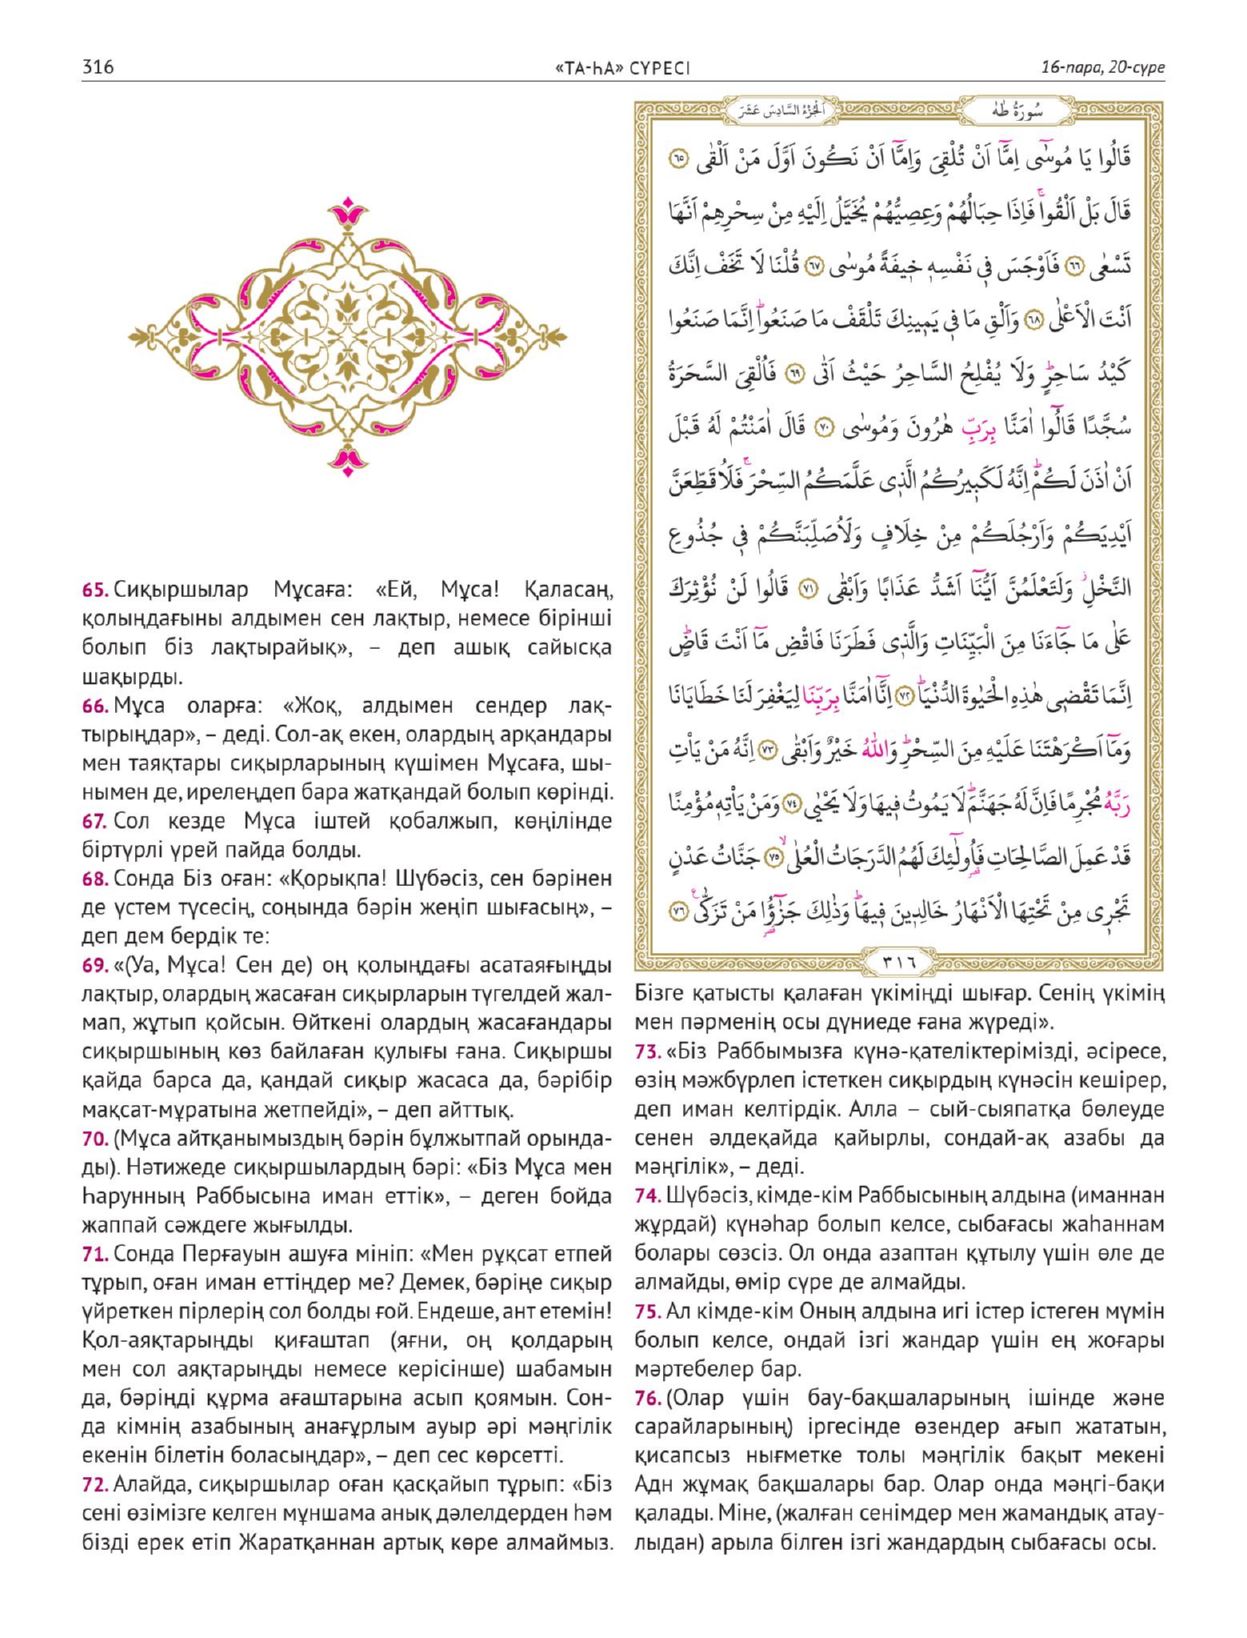 316
«ТА-ҺА» СҮРЕСІ
16-пара, 20-сүре
65. Сиқыршылар Мұсаға: «Ей, Мұса! Қаласаң,
қолыңдағыны алдымен сен лақтыр, немесе бірінші
болып біз лақтырайық», – деп ашық сайысқа
шақырды.
66. Мұса оларға: «Жоқ, алдымен сендер лақ-
тырыңдар», – деді. Сол-ақ екен, олардың арқандары
мен таяқтары сиқырларының күшімен Мұсаға, шы-
нымен де, ирелеңдеп бара жатқандай болып көрінді.
67. Сол кезде Мұса іштей қобалжып, көңілінде
біртүрлі үрей пайда болды.
68. Сонда Біз оған: «Қорықпа! Шүбәсіз, сен бәрінен
де үстем түсесің, соңында бәрін жеңіп шығасың», –
деп дем бердік те:
69. «(Уа, Мұса! Сен де) оң қолыңдағы асатаяғыңды
лақтыр, олардың жасаған сиқырларын түгелдей жал-
мап, жұтып қойсын. Өйткені олардың жасағандары
сиқыршының көз байлаған қулығы ғана. Сиқыршы
қайда барса да, қандай сиқыр жасаса да, бәрібір
мақсат-мұратына жетпейді», – деп айттық.
70. (Мұса айтқанымыздың бәрін бұлжытпай орында-
ды). Нәтижеде сиқыршылардың бәрі: «Біз Мұса мен
Һарунның Раббысына иман еттік», – деген бойда
жаппай сәждеге жығылды.
71. Сонда Перғауын ашуға мініп: «Мен рұқсат етпей
тұрып, оған иман еттіңдер ме? Демек, бәріңе сиқыр
үйреткен пірлерің сол болды ғой. Ендеше, ант етемін!
Қол-аяқтарыңды қиғаштап (яғни, оң қолдарың
мен сол аяқтарыңды немесе керісінше) шабамын
да, бәріңді құрма ағаштарына асып қоямын. Сон-
да кімнің азабының анағұрлым ауыр әрі мәңгілік
екенін білетін боласыңдар», – деп сес көрсетті.
72. Алайда, сиқыршылар оған қасқайып тұрып: «Біз
сені өзімізге келген мұншама анық дәлелдерден һәм
бізді ерек етіп Жаратқаннан артық көре алмаймыз.
سُورَةُ طٰهٰ
اَلْجُزْءُ السَّادِسَ عَشَرَ
قَالُوا يَا مُوسٰٓى اِمَّٓا اَنْ تُلْقِيَ وَاِمَّٓا اَنْ نَكُونَ اَوَّلَ مَنْ اَلْقٰى ﴿٦٥﴾
قَالَ بَلْ اَلْقُواۚ فَاِذَا حِبَالُهُمْ وَعِصِيُّهُمْ يُخَيَّلُ اِلَيْهِ مِنْ سِحْرِهِمْ اَنَّهَا
تَسْعٰى ﴿٦٦﴾ فَاَوْجَسَ فٖي نَفْسِهٖ خٖيفَةً مُوسٰى ﴿٦٧﴾ قُلْنَا لَا تَخَفْ اِنَّكَ
اَنْتَ الْاَعْلٰى ﴿٦٨﴾ وَاَلْقِ مَا فٖي يَمٖينِكَ تَلْقَفْ مَا صَنَعُواؕ اِنَّمَا صَنَعُوا
كَيْدُ سَاحِرٍؕ وَلَا يُفْلِحُ السَّاحِرُ حَيْثُ اَتٰى ﴿٦٩﴾ فَاُلْقِيَ السَّحَرَةُ
سُجَّدًا قَالُٓوا اٰمَنَّا بِرَبِّ هٰرُونَ وَمُوسٰى ﴿٧٠﴾ قَالَ اٰمَنْتُمْ لَهُ قَبْلَ
اَنْ اٰذَنَ لَكُمْؕ اِنَّهُ لَكَبٖيرُكُمُ الَّذٖي عَلَّمَكُمُ السِّحْرَۚ فَلَاُقَطِّعَنَّ
اَيْدِيَكُمْ وَاَرْجُلَكُمْ مِنْ خِلَافٍ وَلَاُصَلِّبَنَّكُمْ فٖي جُذُوعِ
النَّخْلِؗ وَلَتَعْلَمُنَّ اَيُّنَٓا اَشَدُّ عَذَابًا وَاَبْقٰى ﴿٧١﴾ قَالُوا لَنْ نُؤْثِرَكَ
عَلٰى مَا جَٓاءَنَا مِنَ الْبَيِّنَاتِ وَالَّذٖي فَطَرَنَا فَاقْضِ مَٓا اَنْتَ قَاضٍؕ
اِنَّمَا تَقْضٖي هٰذِهِ الْحَيٰوةَ الدُّنْيَاؕ ﴿٧٢﴾ اِنَّٓا اٰمَنَّا بِرَبِّنَا لِيَغْفِرَ لَنَا خَطَايَانَا
وَمَٓا اَكْرَهْتَنَا عَلَيْهِ مِنَ السِّحْرِؕ وَاللّٰهُ خَيْرٌ وَاَبْقٰى ﴿٧٣﴾ اِنَّهُ مَنْ يَأْتِ
رَبَّهُ مُجْرِمًا فَاِنَّ لَهُ جَهَنَّمَؕ لَا يَمُوتُ فٖيهَا وَلَا يَحْيٰى ﴿٧٤﴾ وَمَنْ يَأْتِهٖ مُؤْمِنًا
قَدْ عَمِلَ الصَّالِحَاتِ فَاُولٰٓئِكَ لَهُمُ الدَّرَجَاتُ الْعُلٰىۙ ﴿٧٥﴾ جَنَّاتُ عَدْنٍ
تَجْرٖي مِنْ تَحْتِهَا الْاَنْهَارُ خَالِدٖينَ فٖيهَاؕ وَذٰلِكَ جَزٰٓؤُا مَنْ تَزَكّٰىࣖ ﴿٧٦﴾
٣١٦
Бізге қатысты қалаған үкіміңді шығар. Сенің үкімің
мен пәрменің осы дүниеде ғана жүреді».
73. «Біз Раббымызға күнә-қателіктерімізді, әсіресе,
өзің мәжбүрлеп істеткен сиқырдың күнәсін кешірер,
деп иман келтірдік. Алла – сый-сыяпатқа бөлеуде
сенен әлдеқайда қайырлы, сондай-ақ азабы да
мәңгілік», – деді.
74. Шүбәсіз, кімде-кім Раббысының алдына (иманнан
жұрдай) күнәһар болып келсе, сыбағасы жаһаннам
болары сөзсіз. Ол онда азаптан құтылу үшін өле де
алмайды, өмір сүре де алмайды.
75. Ал кімде-кім Оның алдына игі істер істеген мүмін
болып келсе, ондай ізгі жандар үшін ең жоғары
мәртебелер бар.
76. (Олар үшін бау-бақшаларының ішінде және
сарайларының) іргесінде өзендер ағып жататын,
қисапсыз нығметке толы мәңгілік бақыт мекені
Адн жұмақ бақшалары бар. Олар онда мәңгі-бақи
қалады. Міне, (жалған сенімдер мен жамандық атау-
лыдан) арыла білген ізгі жандардың сыбағасы осы.